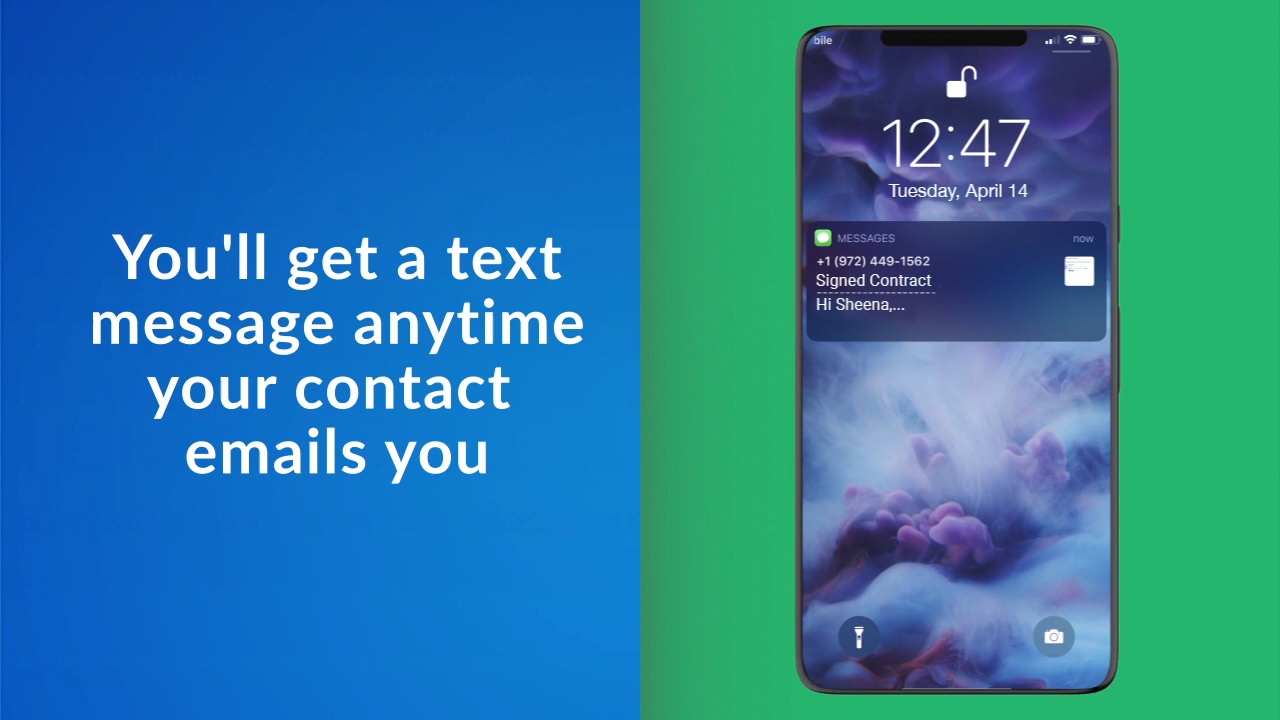 You'll get a text
message anytime
your contact
emails you
bile
12:47
Tuesday, April 14
MESSAGES
now
+1 (972) 449-1562
Signed Contract
Hi Sheena,...